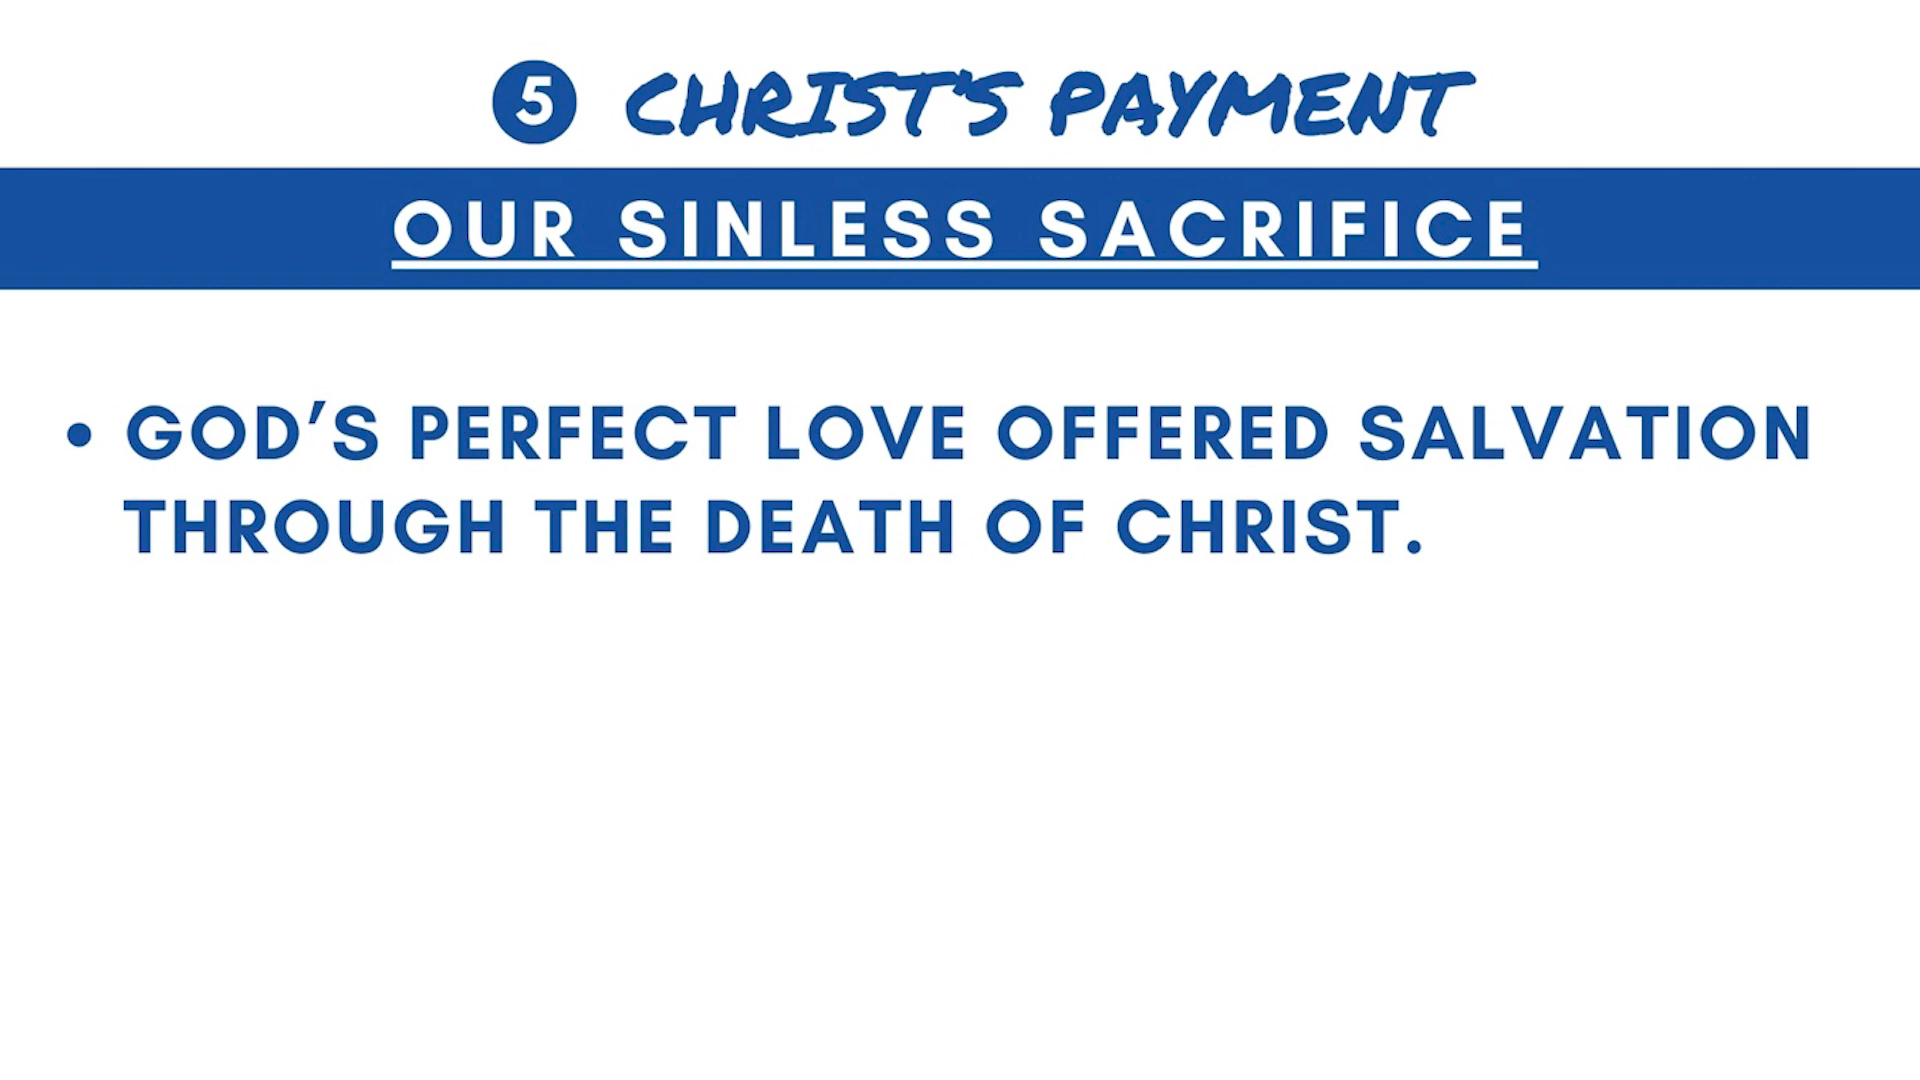 5 CHRIST'S PAYMENT
OUR SINLESS SACRIFICE
• GOD'S PERFECT LOVE OFFERED SALVATION
THROUGH THE DEATH OF CHRIST.